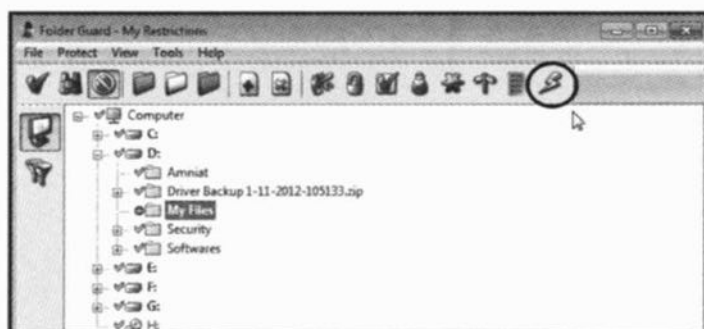 Folder Guard - My Restrictions
File Protect View Tools Help
Computer
C:
D:
Amniat
Driver Backup 1-11-2012-105133.zip
My Files
Security
Softwares
E:
F:
G:
H: